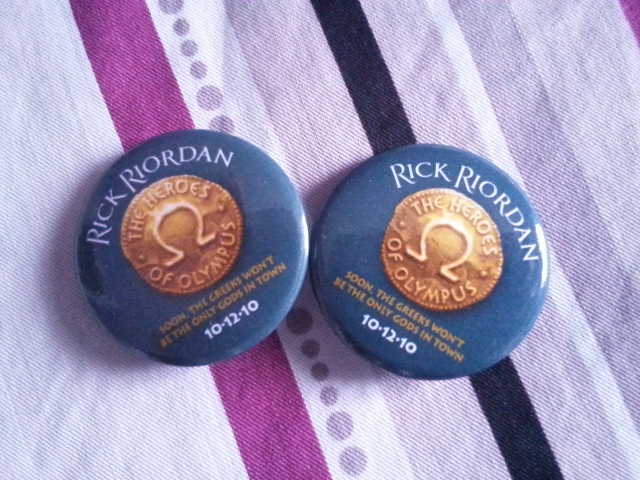 RICK RIORDAN
THE HEROES
OF OLYMPUS
SOON, THE GREEKS WON'T
BE THE ONLY GODS IN TOWN
10·12·10
RICK RIORDAN
THE HEROES
OF OLYMPUS
SOON, THE GREEKS WON'T
BE THE ONLY GODS IN TOWN
10·12·10